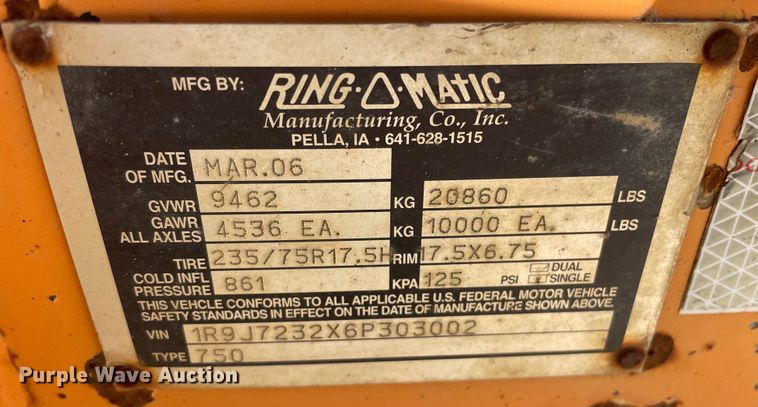 MFG BY: RING-O-MATIC
Manufacturing, Co., Inc.
PELLA, IA • 641-628-1515
DATE OF MFG. MAR.06
GVWR 9462 KG 20860 LBS
GAWR ALL AXLES 4536 EA. KG 10000 EA. LBS
TIRE 235/75R17.5H RIM 17.5X6.75
COLD INFL PRESSURE 861 KPA 125 PSI DUAL SINGLE
THIS VEHICLE CONFORMS TO ALL APPLICABLE U.S. FEDERAL MOTOR VEHICLE
SAFETY STANDARDS IN EFFECT ON THE DATE OF MANUFACTURE SHOWN ABOVE.
VIN 1R9J7232X6P303002
TYPE 750
Purple Wave Auction